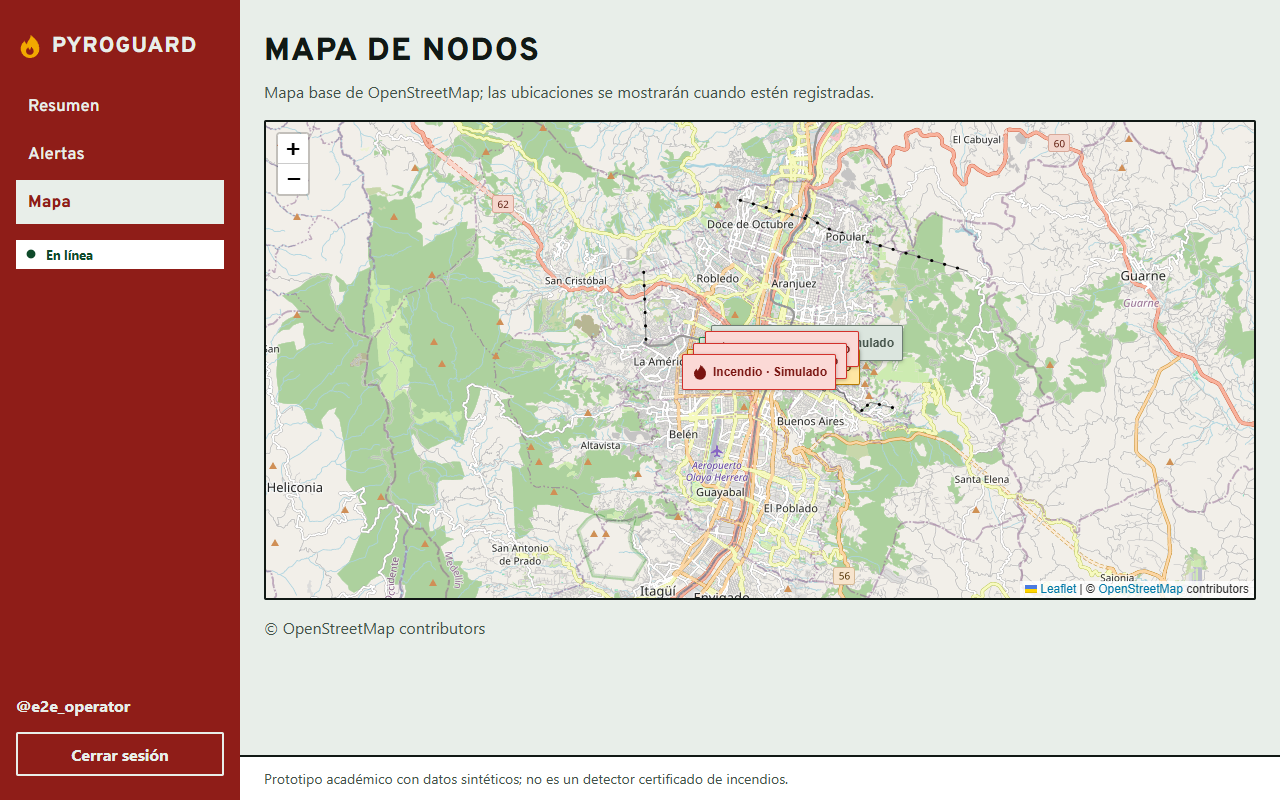 PYROGUARD
Resumen
Alertas
Mapa
En línea
@e2e_operator
Cerrar sesión
MAPA DE NODOS
Mapa base de OpenStreetMap; las ubicaciones se mostrarán cuando estén registradas.
+
−
El Cabuyal
60
62
Doce de Octubre
Popular
San Cristóbal
Robledo
Aranjuez
Guarne
Guarne
Incendio · Simulado
Belén
Buenos Aires
Altavista
Aeropuerto
Olaya Herrera
Guayabal
Heliconia
Santa Elena
El Poblado
San Antonio
de Prado
56
Medellín
Itagüí
Envigado
Leaflet | © OpenStreetMap contributors
© OpenStreetMap contributors
Prototipo académico con datos sintéticos; no es un detector certificado de incendios.